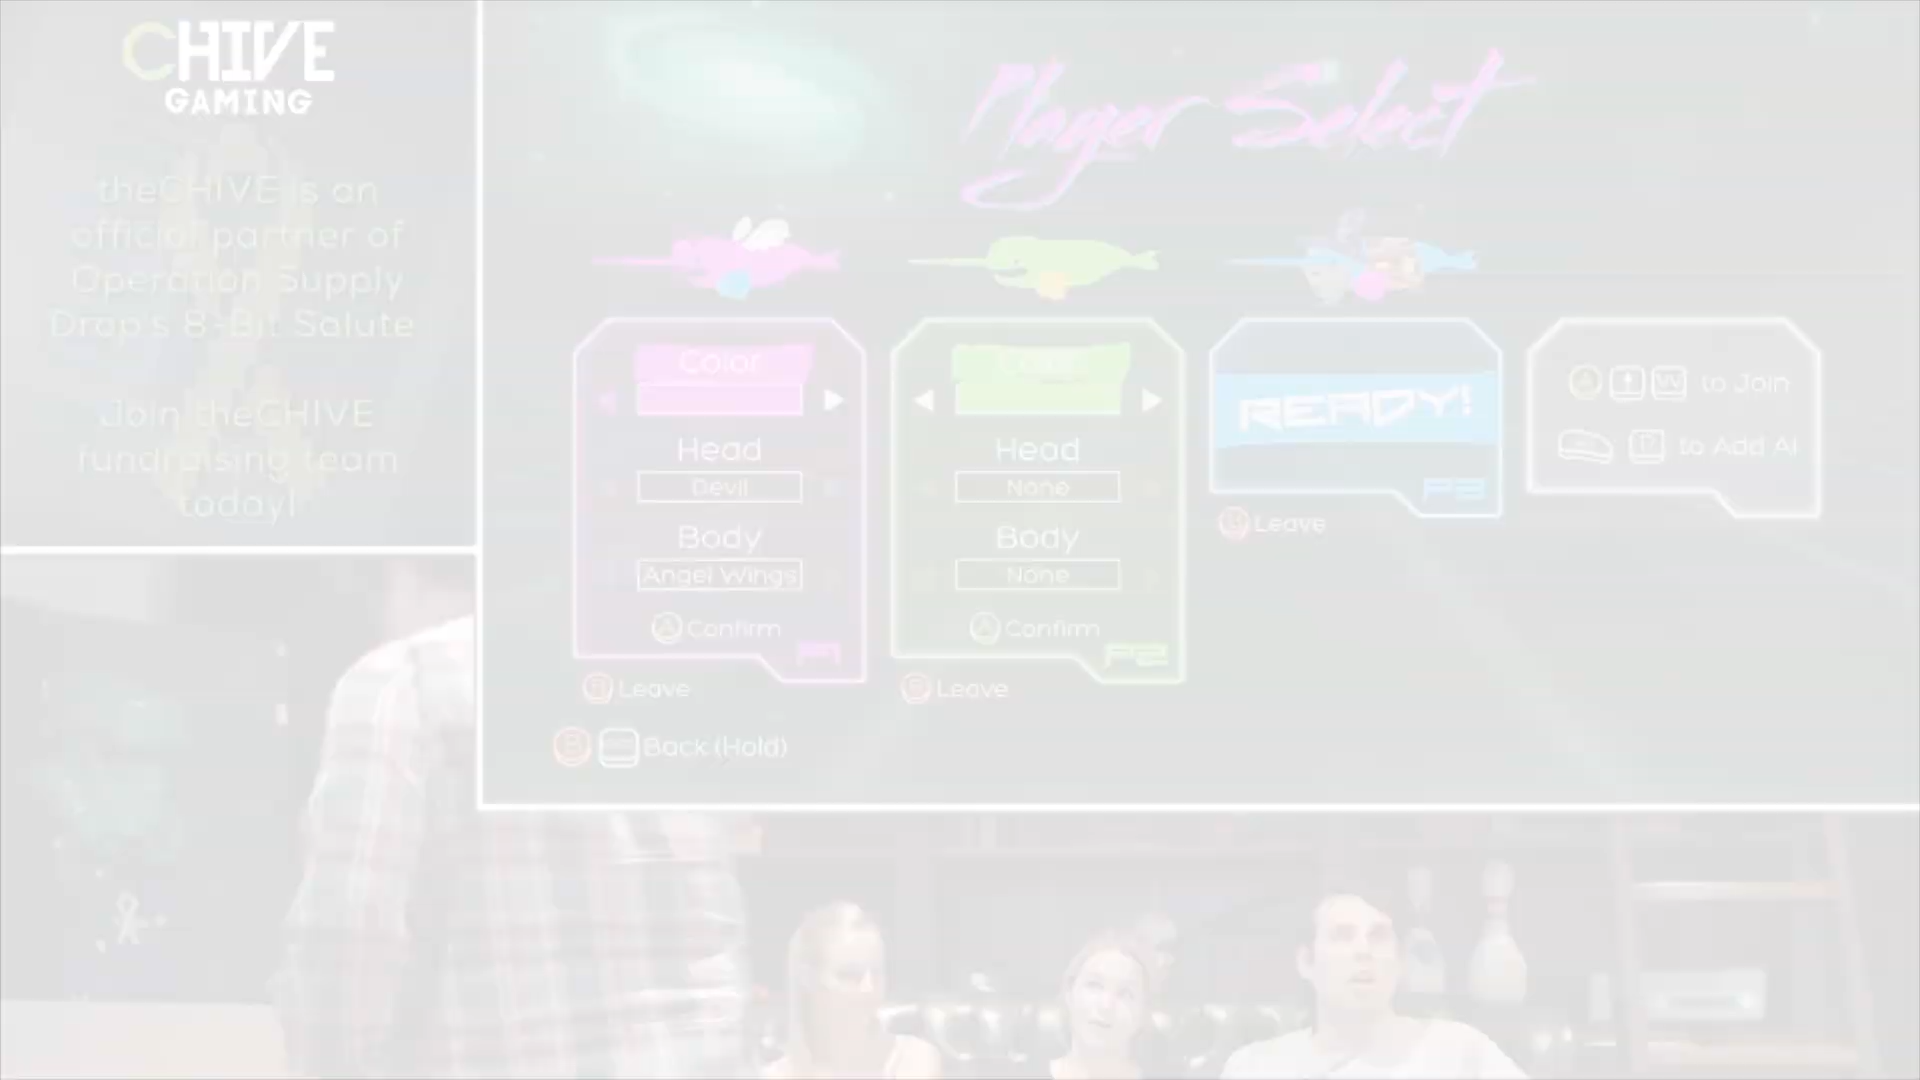 CHIVE
GAMING
theCHIVE is an
official partner of
Operation Supply
Drop's 8-Bit Salute
Join theCHIVE
fundraising team
today!
Player Select
Color
Head
Devil
Body
Angel Wings
A Confirm
P1
B Leave
Color
Head
None
Body
None
A Confirm
P2
B Leave
READY!
P2
B Leave
A W to Join
to Add AI
B Back (Hold)